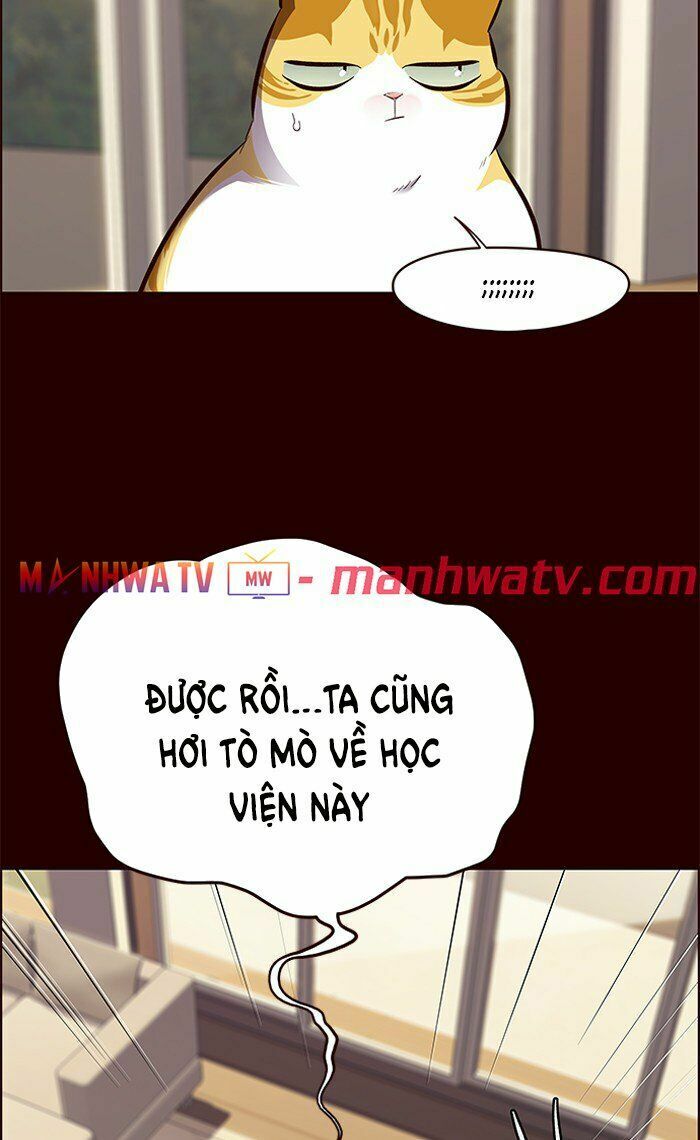 ;;;;;;;;;
MANHWATV MW - manhwatv.com
ĐƯỢC RỒI...TA CŨNG
HƠI TÒ MÒ VỀ HỌC
VIỆN NÀY